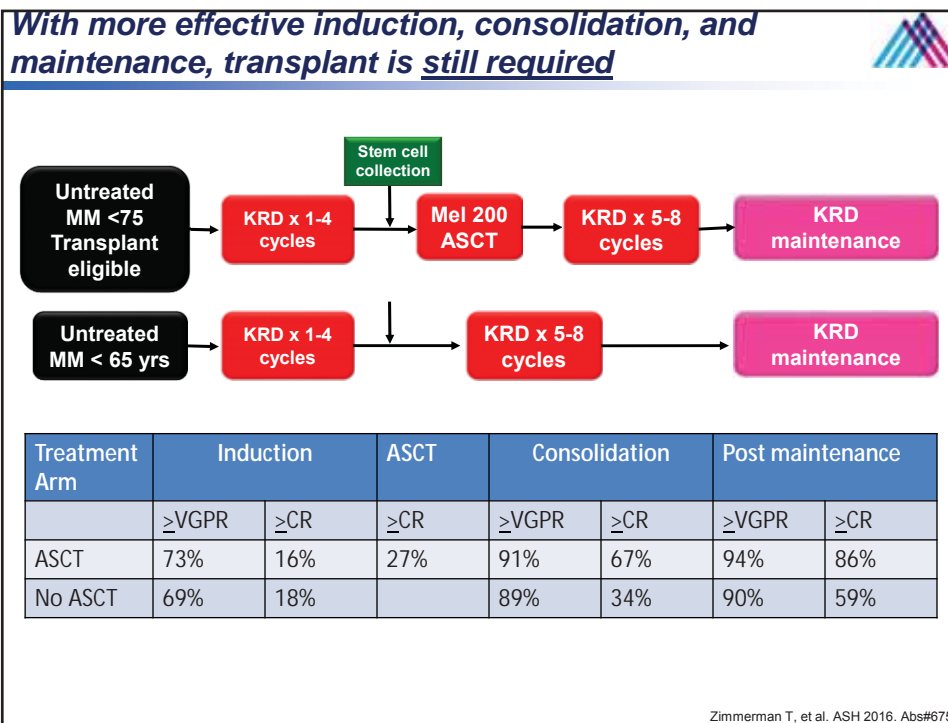 With more effective induction, consolidation, and
maintenance, transplant is still required
Stem cell
collection
Untreated
MM <75
Transplant
eligible
KRD x 1-4
cycles
Mel 200
ASCT
KRD x 5-8
cycles
KRD
maintenance
Untreated
MM < 65 yrs
KRD x 1-4
cycles
KRD x 5-8
cycles
KRD
maintenance
Treatment Induction ASCT Consolidation Post maintenance
Arm
≥VGPR ≥CR ≥CR ≥VGPR ≥CR ≥VGPR ≥CR
ASCT 73% 16% 27% 91% 67% 94% 86%
No ASCT 69% 18% 89% 34% 90% 59%
Zimmerman T, et al. ASH 2016.